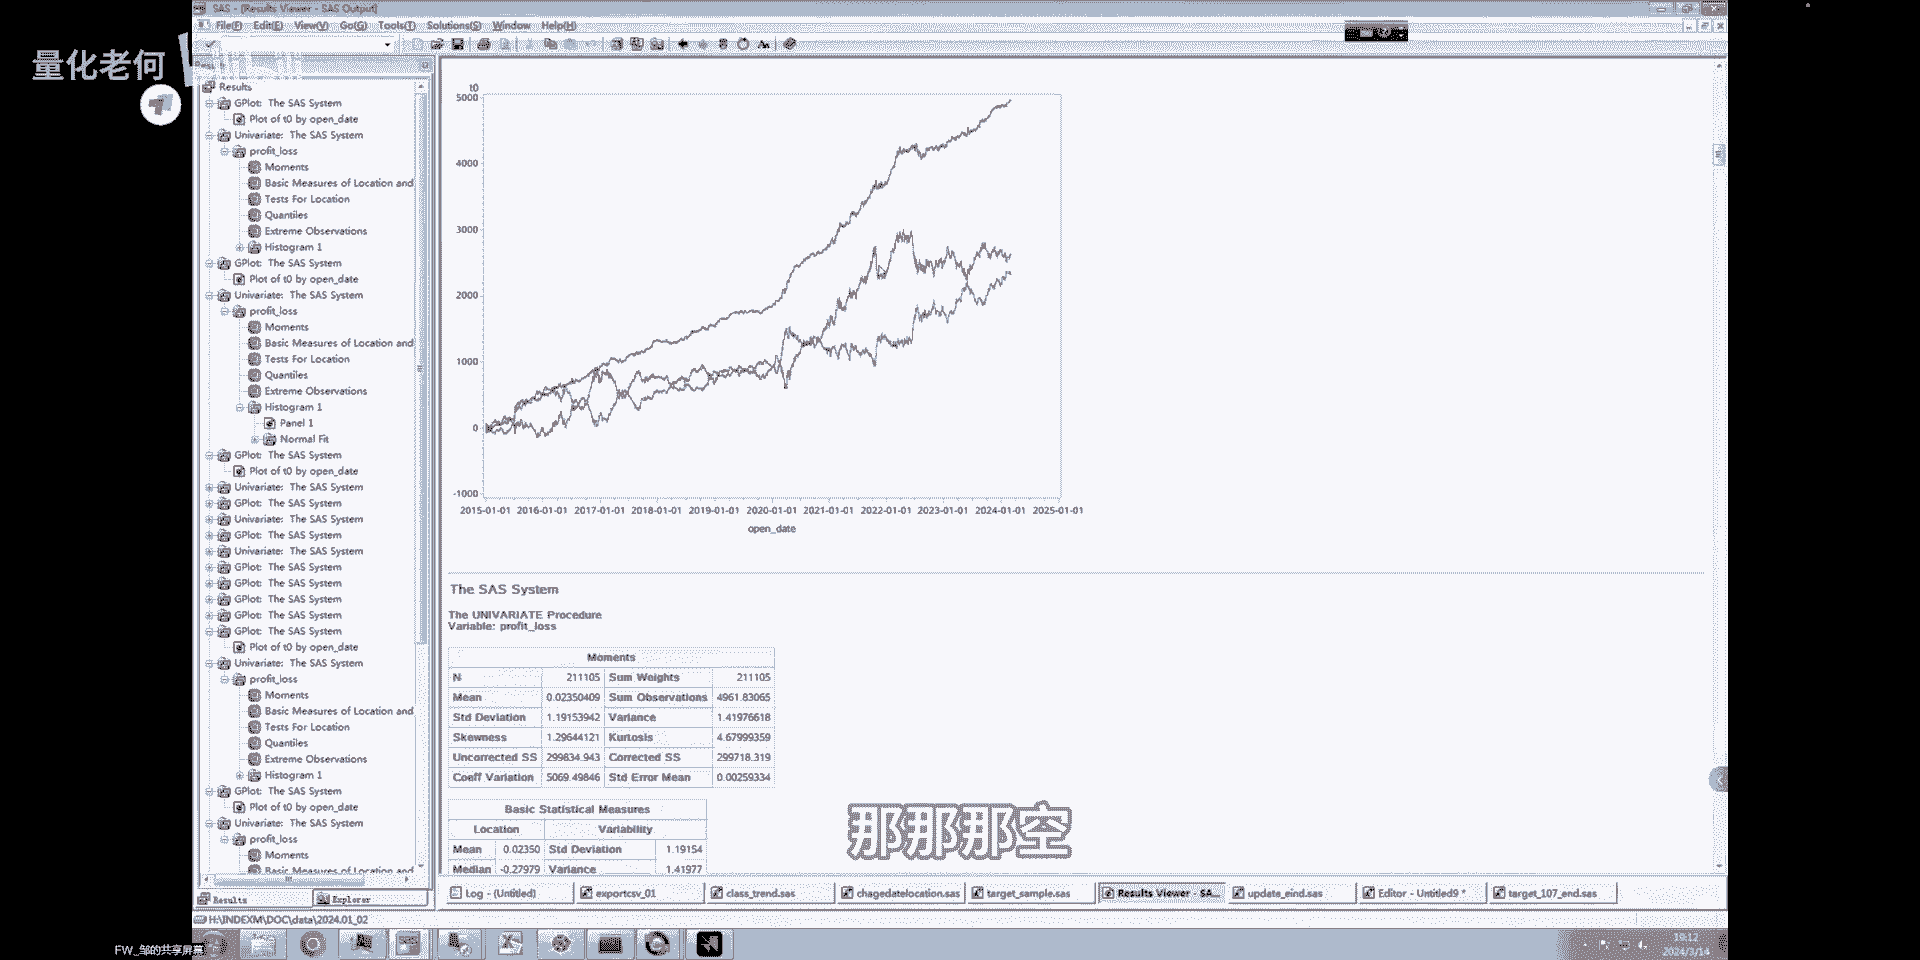 SAS - [Results Viewer - SAS Output]
File(F) Edit(E) View(V) Go(G) Tools(T) Solutions(S) Window Help(H)
量化老何
bilibili
Results
GPlot: The SAS System
Plot of t0 by open_date
Univariate: The SAS System
profit_loss
Moments
Basic Measures of Location and
Tests For Location
Quantiles
Extreme Observations
Histogram 1
GPlot: The SAS System
Plot of t0 by open_date
Univariate: The SAS System
profit_loss
Moments
Basic Measures of Location and
Tests For Location
Quantiles
Extreme Observations
Histogram 1
Panel 1
Normal Fit
GPlot: The SAS System
Plot of t0 by open_date
Univariate: The SAS System
GPlot: The SAS System
Univariate: The SAS System
GPlot: The SAS System
Univariate: The SAS System
GPlot: The SAS System
GPlot: The SAS System
GPlot: The SAS System
GPlot: The SAS System
GPlot: The SAS System
Plot of t0 by open_date
Univariate: The SAS System
profit_loss
Moments
Basic Measures of Location and
Tests For Location
Quantiles
Extreme Observations
Histogram 1
GPlot: The SAS System
Plot of t0 by open_date
Univariate: The SAS System
profit_loss
Moments
Basic Measures of Location and
Results Explorer
t0
5000
4000
3000
2000
1000
0
-1000
2015-01-01 2016-01-01 2017-01-01 2018-01-01 2019-01-01 2020-01-01 2021-01-01 2022-01-01 2023-01-01 2024-01-01 2025-01-01
open_date
The SAS System
The UNIVARIATE Procedure
Variable: profit_loss
Moments
N 211105 Sum Weights 211105
Mean 0.02350409 Sum Observations 4961.83065
Std Deviation 1.19153942 Variance 1.41976618
Skewness 1.29644121 Kurtosis 4.67999359
Uncorrected SS 299834.943 Corrected SS 299718.319
Coeff Variation 5069.49846 Std Error Mean 0.00259334
Basic Statistical Measures
Location Variability
Mean 0.02350 Std Deviation 1.19154
Median -0.27979 Variance 1.41977
那那那空
Log - (Untitled) exportcsv_01 class_trend.sas chagedatelocation.sas target_sample.sas Results Viewer - SA... update_eind.sas Editor - Untitled9 * target_107_end.sas
H:\INDEXM\DOC\data\2024.01_02
FW_邹的共享屏幕
19:12
2024/3/14